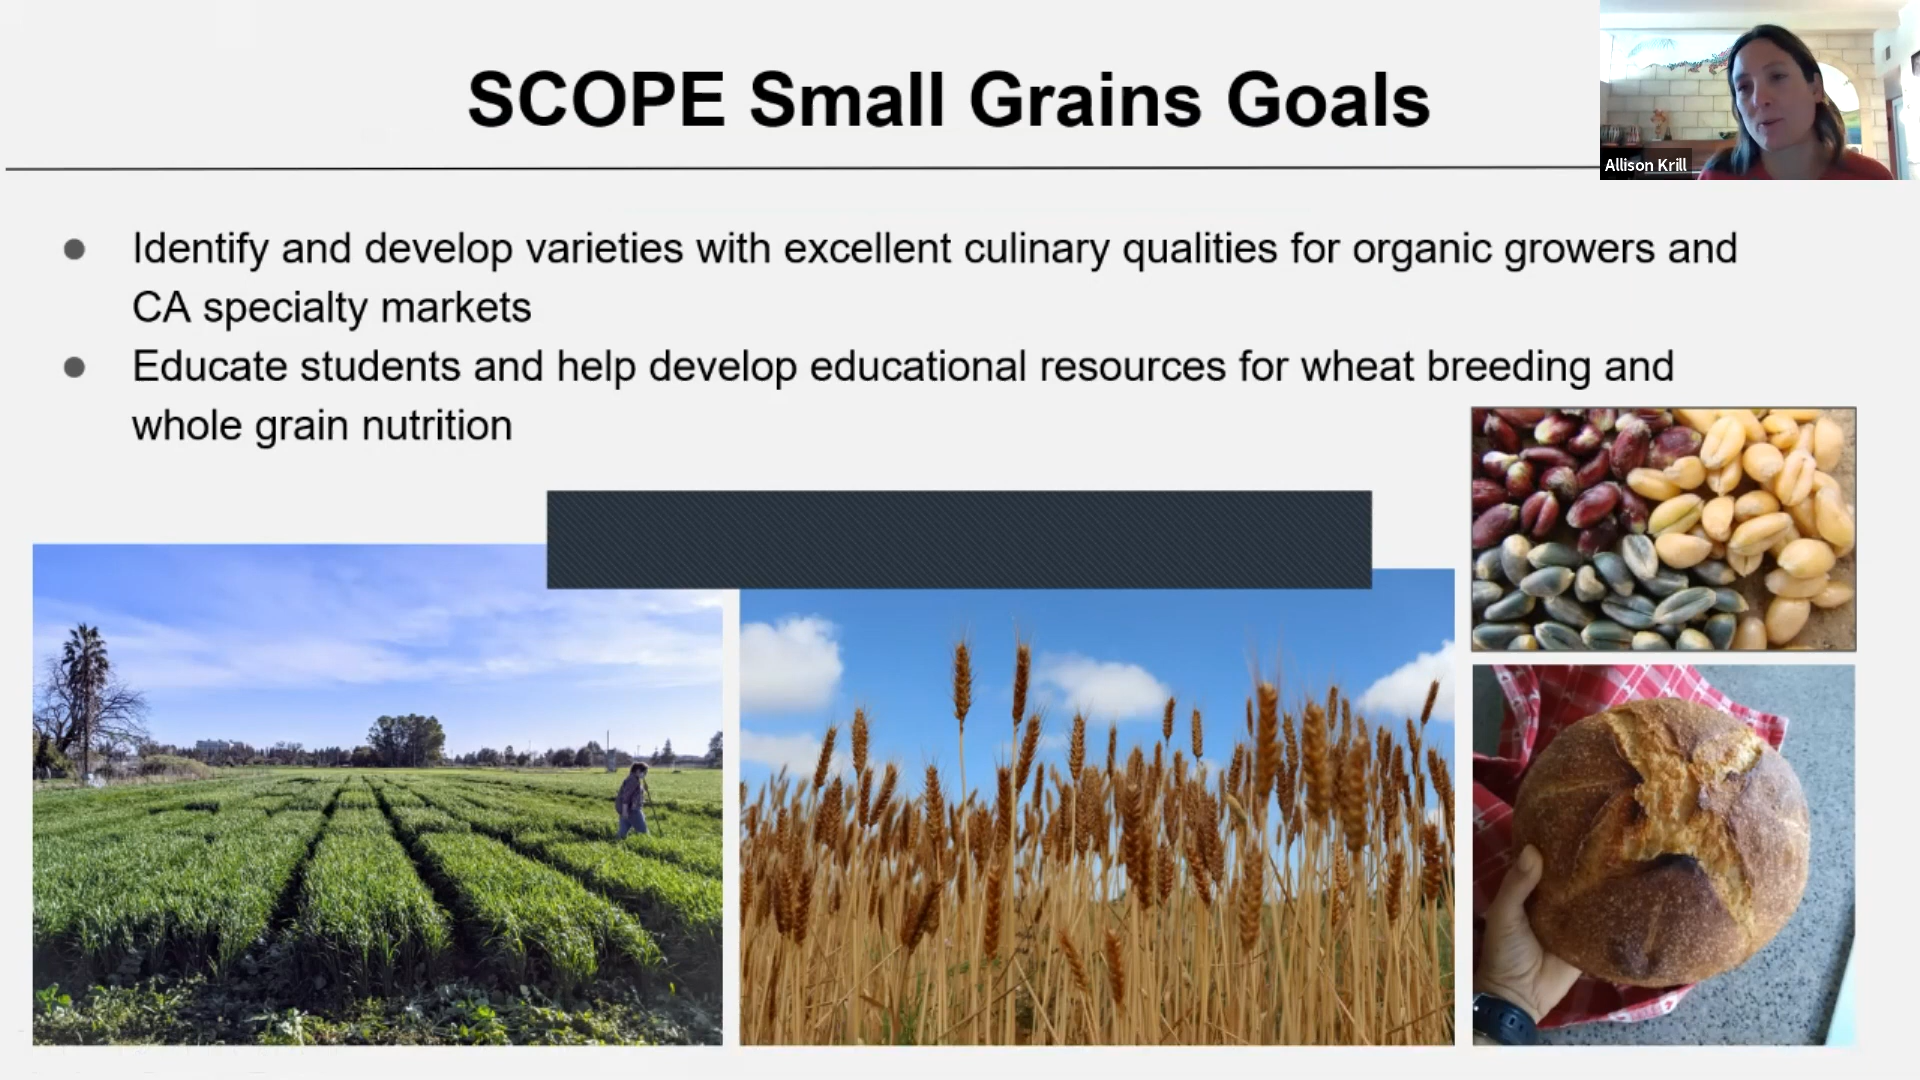 SCOPE Small Grains Goals
Allison Krill
Identify and develop varieties with excellent culinary qualities for organic growers and
CA specialty markets
Educate students and help develop educational resources for wheat breeding and
whole grain nutrition